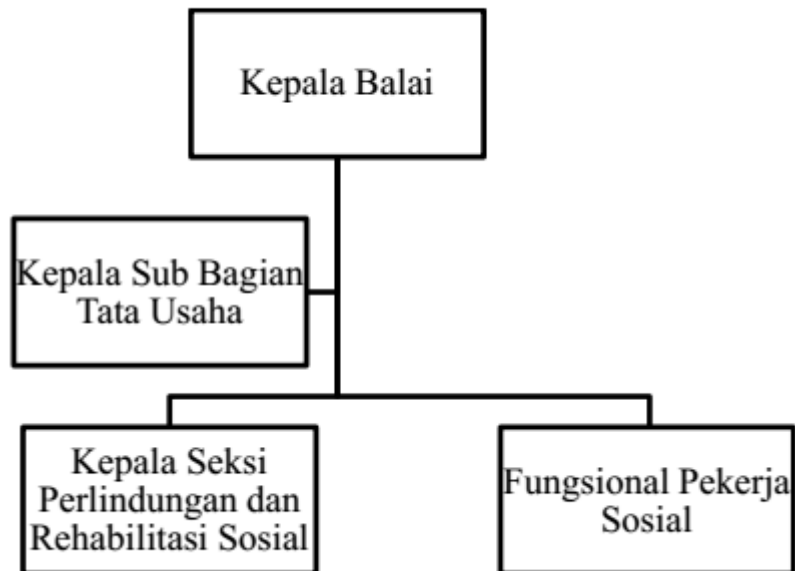 Kepala Balai
Kepala Sub Bagian
Tata Usaha
Kepala Seksi
Perlindungan dan
Rehabilitasi Sosial
Fungsional Pekerja
Sosial